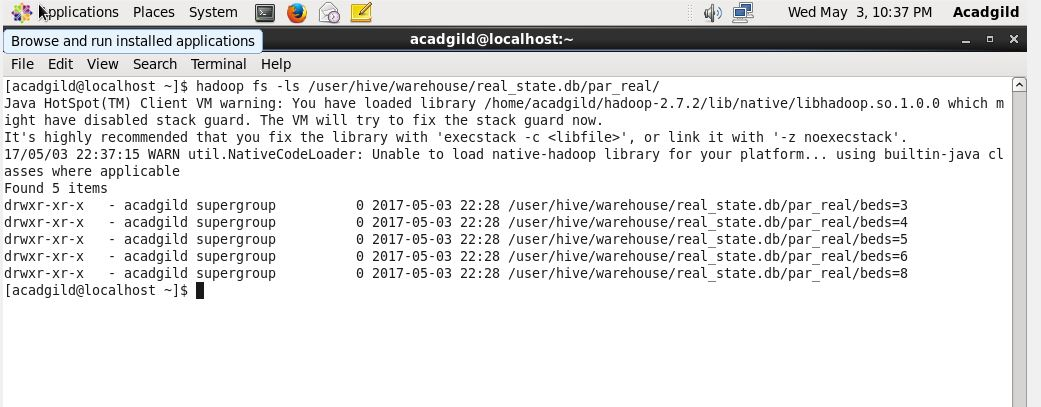 Applications Places System Wed May 3, 10:37 PM Acadgild
Browse and run installed applications
acadgild@localhost:~
File Edit View Search Terminal Help
[acadgild@localhost ~]$ hadoop fs -ls /user/hive/warehouse/real_state.db/par_real/
Java HotSpot(TM) Client VM warning: You have loaded library /home/acadgild/hadoop-2.7.2/lib/native/libhadoop.so.1.0.0 which m
ight have disabled stack guard. The VM will try to fix the stack guard now.
It's highly recommended that you fix the library with 'execstack -c <libfile>', or link it with '-z noexecstack'.
17/05/03 22:37:15 WARN util.NativeCodeLoader: Unable to load native-hadoop library for your platform... using builtin-java cl
asses where applicable
Found 5 items
drwxr-xr-x   - acadgild supergroup          0 2017-05-03 22:28 /user/hive/warehouse/real_state.db/par_real/beds=3
drwxr-xr-x   - acadgild supergroup          0 2017-05-03 22:28 /user/hive/warehouse/real_state.db/par_real/beds=4
drwxr-xr-x   - acadgild supergroup          0 2017-05-03 22:28 /user/hive/warehouse/real_state.db/par_real/beds=5
drwxr-xr-x   - acadgild supergroup          0 2017-05-03 22:28 /user/hive/warehouse/real_state.db/par_real/beds=6
drwxr-xr-x   - acadgild supergroup          0 2017-05-03 22:28 /user/hive/warehouse/real_state.db/par_real/beds=8
[acadgild@localhost ~]$